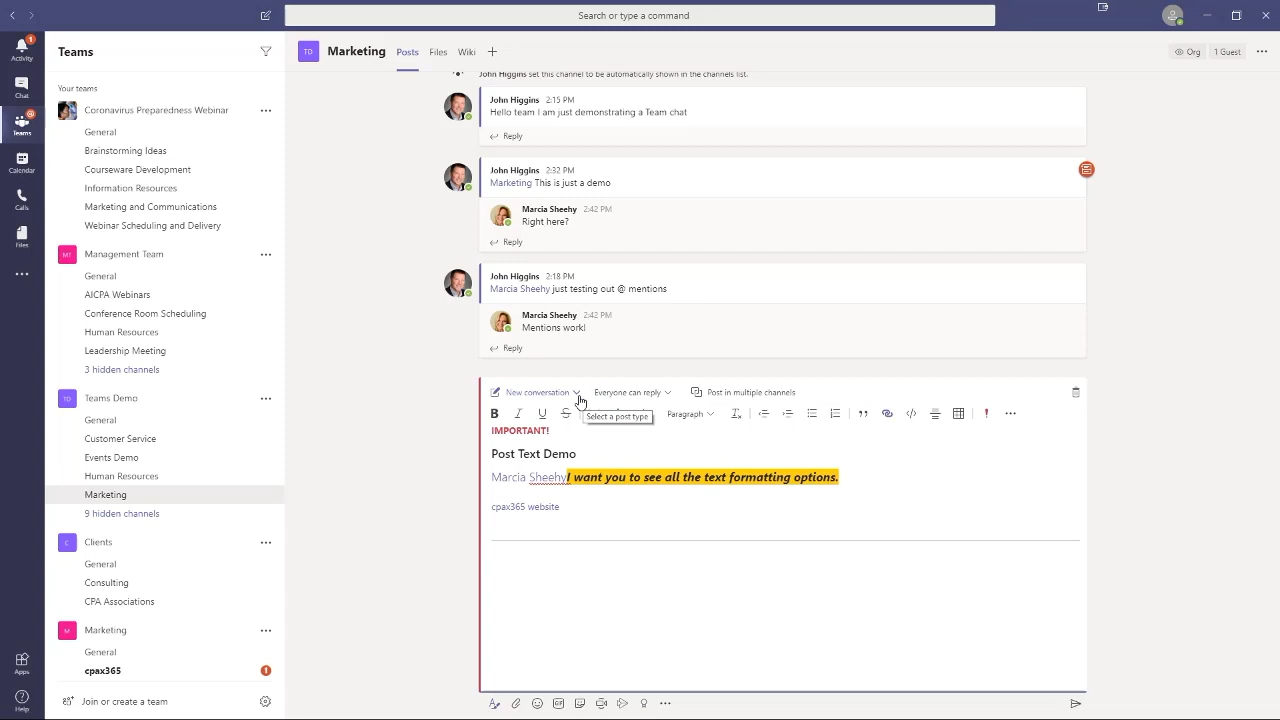 Search or type a command
1
Activity
Chat
Teams
Calendar
Calls
Files
Apps
Help
Teams
Your teams
Coronavirus Preparedness Webinar
General
Brainstorming Ideas
Courseware Development
Information Resources
Marketing and Communications
Webinar Scheduling and Delivery
MT Management Team
General
AICPA Webinars
Conference Room Scheduling
Human Resources
Leadership Meeting
3 hidden channels
TD Teams Demo
General
Customer Service
Events Demo
Human Resources
Marketing
9 hidden channels
C Clients
General
Consulting
CPA Associations
M Marketing
General
cpax365 1
Join or create a team
TD Marketing Posts Files Wiki
Org 1 Guest
John Higgins set this channel to be automatically shown in the channels list.
John Higgins 2:15 PM
Hello team I am just demonstrating a Team chat
Reply
John Higgins 2:32 PM
Marketing This is just a demo
Marcia Sheehy 2:42 PM
Right here?
Reply
John Higgins 2:18 PM
Marcia Sheehy just testing out @ mentions
Marcia Sheehy 2:42 PM
Mentions work!
Reply
New conversation Everyone can reply Post in multiple channels
B I U S Paragraph
Select a post type
IMPORTANT!
Post Text Demo
Marcia Sheehy I want you to see all the text formatting options.
cpax365 website
GIF